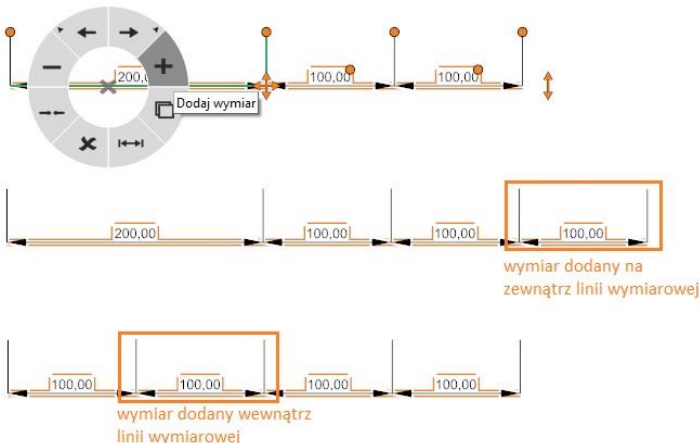 200,
100,00
100,00
Dodaj wymiar
200,00
100,00
100,00
100,00
wymiar dodany na
zewnątrz linii wymiarowej
100,00
100,00
100,00
100,00
wymiar dodany wewnątrz
linii wymiarowej